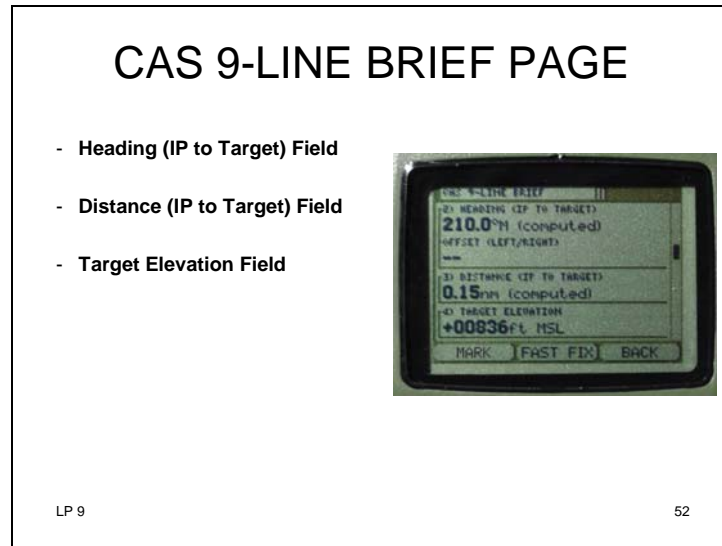 CAS 9-LINE BRIEF PAGE
- Heading (IP to Target) Field
- Distance (IP to Target) Field
- Target Elevation Field
CAS 9-LINE BRIEF
2) HEADING (IP TO TARGET)
210.0°M (computed)
OFFSET (LEFT/RIGHT)
--
3) DISTANCE (IP TO TARGET)
0.15nm (computed)
4) TARGET ELEVATION
+00836ft MSL
MARK FAST FIX BACK
LP 9
52